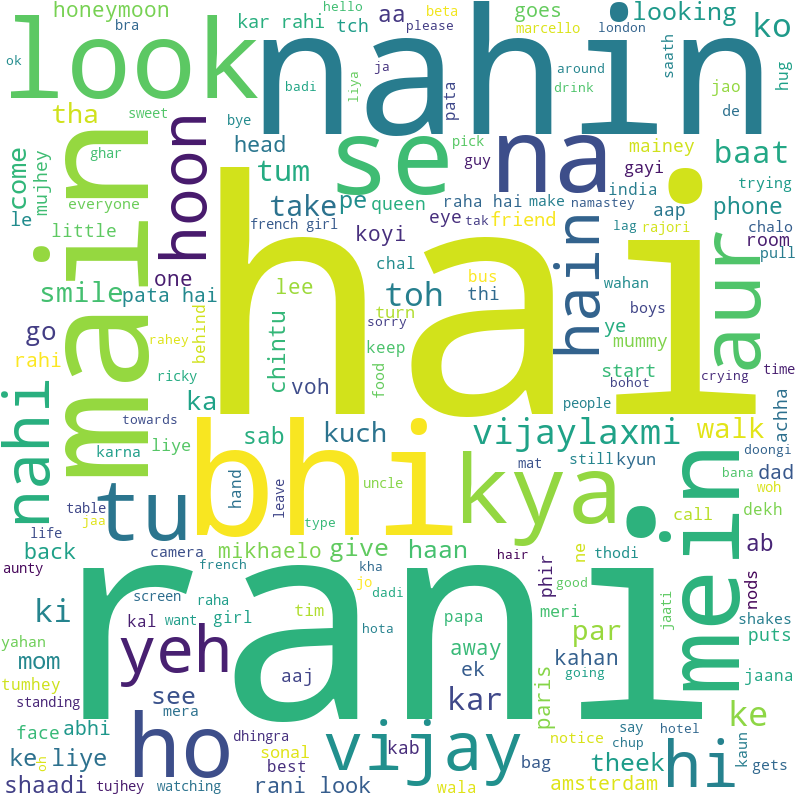 honeymoon
bra
hello
kar rahi
tch
aa
please
beta
goes
marcello
looking
london
ko
ok
look
nahin
badi
liya
ja
pata
around
drink
saath
hug
jao
de
tha
sweet
bye
ghar
come
mujhey
main
hoon
head
tum
se
pick
guy
na
mainey
gayi
baat
trying
everyone
le
little
take
pe
queen
raha hai
make
namastey
india
aap
phone
chalo
french girl
eye
tak
friend
lag
rajori
room
pull
koyi
hai
chal
bus
thi
hain
wahan
aur
one
smile
pata hai
lee
toh
boys
ye
mummy
go
rahi
rahey
behind
chintu
turn
sorry
keep
start
bohot
crying
time
ricky
voh
food
people
achha
nahi
ka
towards
karna
liye
sab
kuch
bhi
vijaylaxmi
walk
doongi
mat
still
kyun
dad
bana
woh
tu
hand
leave
uncle
kya
table
jaa
type
call
dekh
life
back
camera
mikhaelo
give
haan
hair
phir
ne
thodi
mein
ab
nods
aunty
french
kha
jo
good
screen
raha
dadi
rani
ki
kal
want
girl
tim
hota
papa
meri
par
jaati
shakes
puts
yahan
mom
yeh
away
kahan
jaana
tumhey
aaj
ek
going
paris
standing
see
mera
kar
face
abhi
ho
dhingra
vijay
notice
say
hotel
ke
chup
oh
ke liye
sonal
kab
theek
hi
kaun
gets
best
bag
shaadi
tujhey
watching
rani look
wala
amsterdam